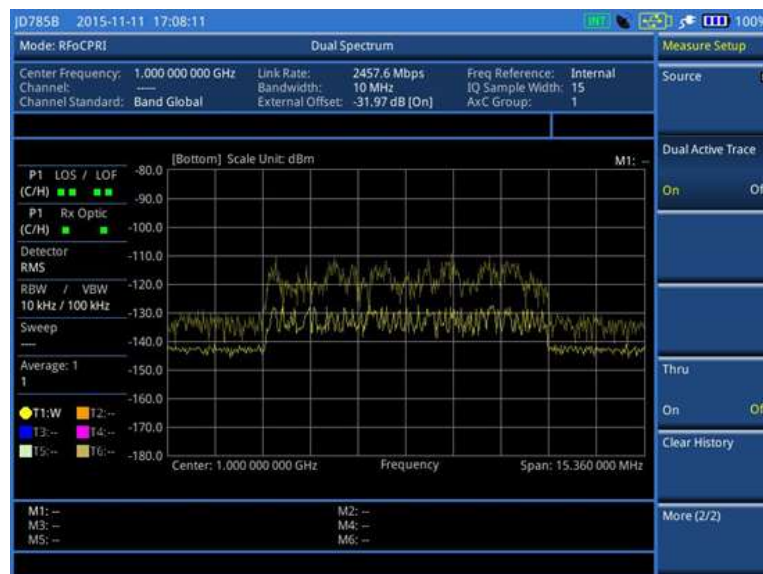 JD785B 2015-11-11 17:08:11 INT 100%
Mode: RFoCPRI Dual Spectrum Measure Setup
Center Frequency: 1.000 000 000 GHz Link Rate: 2457.6 Mbps Freq Reference: Internal
Channel: ----- Bandwidth: 10 MHz IQ Sample Width: 15
Channel Standard: Band Global External Offset: -31.97 dB [On] AxC Group: 1
Source
Dual Active Trace
On Of
Thru
On Of
Clear History
More (2/2)
[Bottom] Scale Unit: dBm M1: --
P1 LOS / LOF
(C/H)
P1 Rx Optic
(C/H)
Detector
RMS
RBW / VBW
10 kHz / 100 kHz
Sweep
----
Average: 1
1
T1:W T2:--
T3:-- T4:--
T5:-- T6:--
-80.0
-90.0
-100.0
-110.0
-120.0
-130.0
-140.0
-150.0
-160.0
-170.0
-180.0
Center: 1.000 000 000 GHz Frequency Span: 15.360 000 MHz
M1: -- M2: --
M3: -- M4: --
M5: -- M6: --